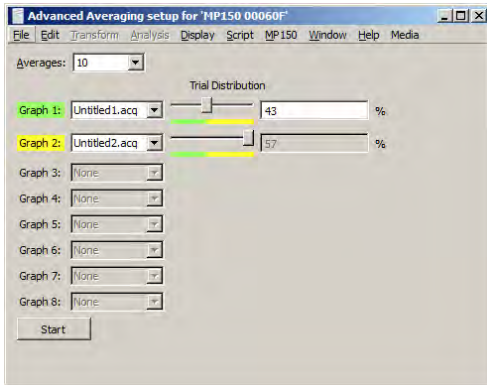 Advanced Averaging setup for 'MP150 00060F'
File Edit Transform Analysis Display Script MP150 Window Help Media
Averages: 10
Trial Distribution
Graph 1: Untitled1.acq 43 %
Graph 2: Untitled2.acq 57 %
Graph 3: None
Graph 4: None
Graph 5: None
Graph 6: None
Graph 7: None
Graph 8: None
Start